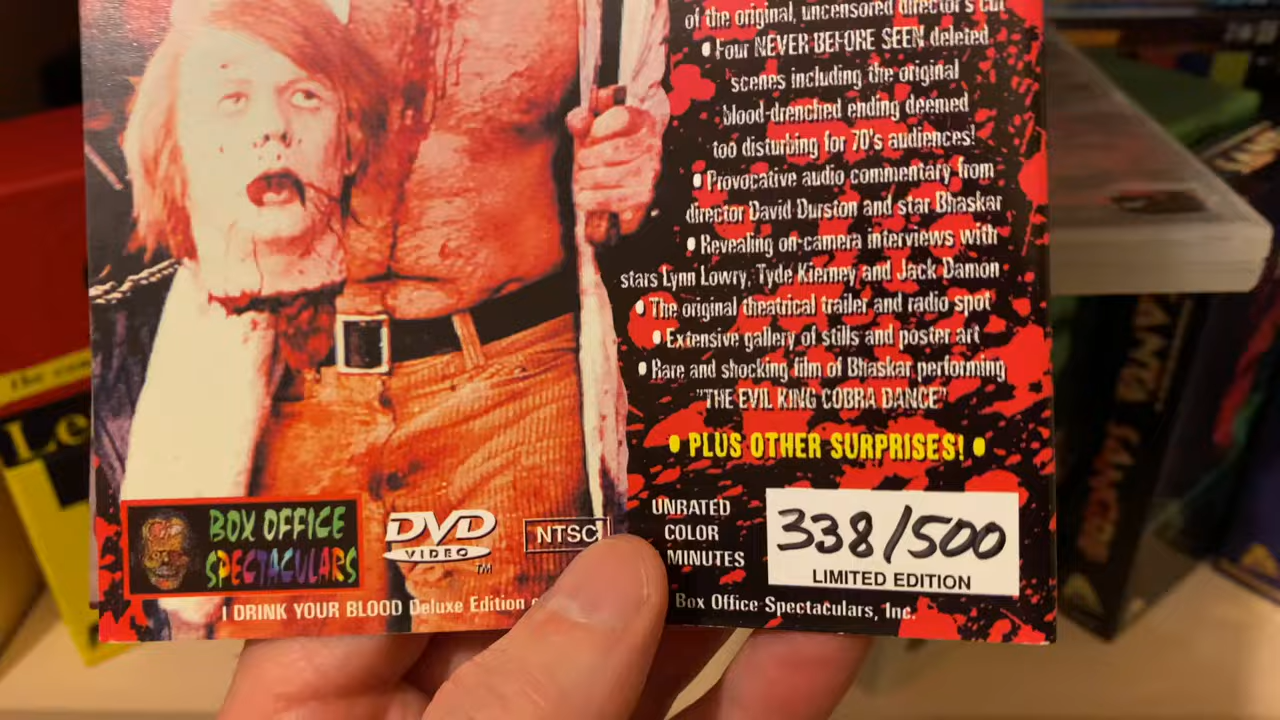 of the original, uncensored director's cut
• Four NEVER BEFORE SEEN deleted
scenes including the original
blood-drenched ending deemed
too disturbing for 70's audiences!
• Provocative audio commentary from
director David Durston and star Bhaskar
• Revealing on-camera interviews with
stars Lynn Lowry, Tyde Kierney and Jack Damon
• The original theatrical trailer and radio spot
• Extensive gallery of stills and poster art
• Rare and shocking film of Bhaskar performing
"THE EVIL KING COBRA DANCE"
• PLUS OTHER SURPRISES! •
BOX OFFICE
SPECTACULARS
DVD
VIDEO
TM
NTSC
UNRATED
COLOR
MINUTES
338/500
LIMITED EDITION
I DRINK YOUR BLOOD Deluxe Edition Box Office Spectaculars, Inc.
Le